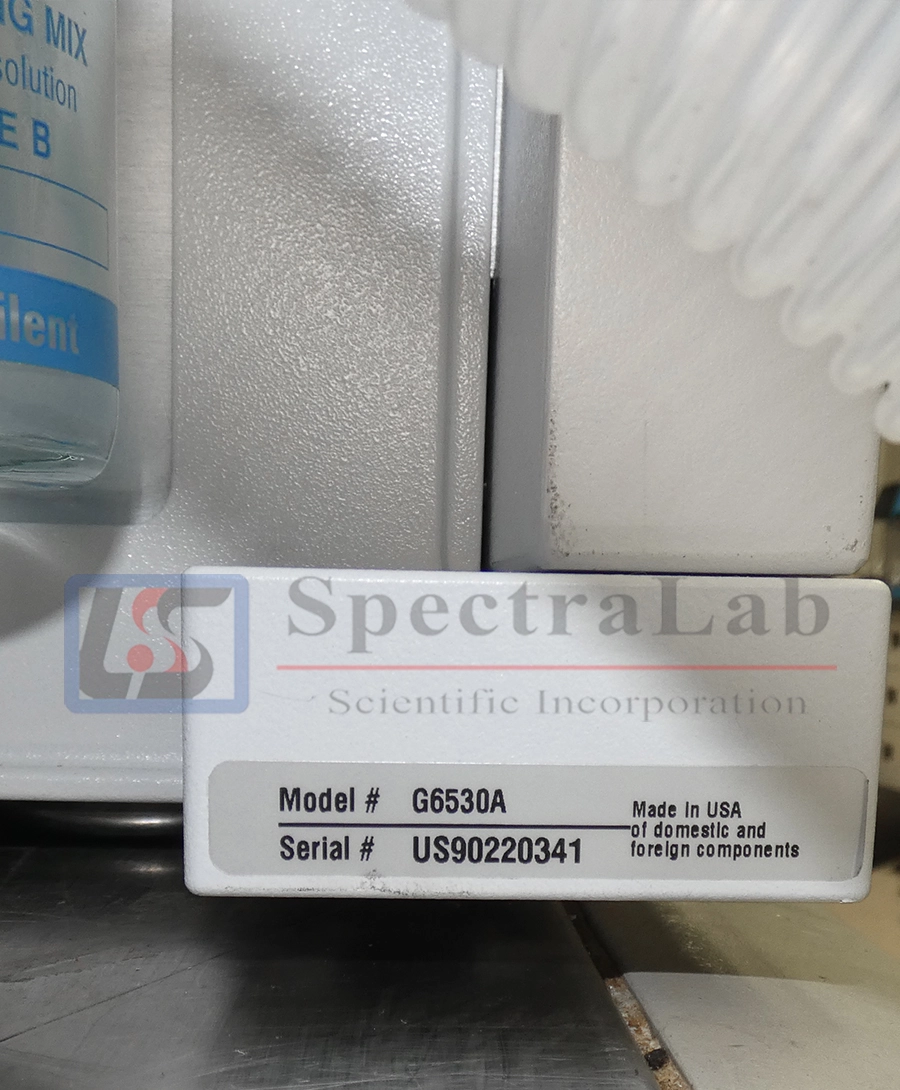 MIX
solution
E B
ilent
SpectraLab
Scientific Incorporation
Model # G6530A
Serial # US90220341
Made In USA
of domestic and
foreign components